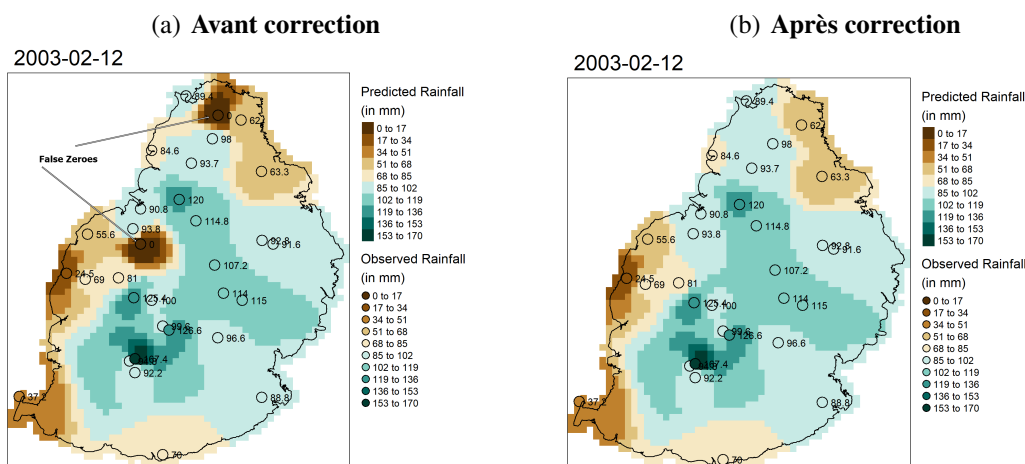 (a) Avant correction
2003-02-12
89.4
0
62
98
84.6
93.7
63.3
False Zeroes
120
90.8
114.8
93.8
55.6
0
92.8
91.6
107.2
24.5
69
81
125.4
100
114
115
99.6
126.6
96.6
167.4
92.2
37.2
88.8
70
Predicted Rainfall
(in mm)
0 to 17
17 to 34
34 to 51
51 to 68
68 to 85
85 to 102
102 to 119
119 to 136
136 to 153
153 to 170
Observed Rainfall
(in mm)
0 to 17
17 to 34
34 to 51
51 to 68
68 to 85
85 to 102
102 to 119
119 to 136
136 to 153
153 to 170
(b) Après correction
2003-02-12
89.4
62
98
84.6
93.7
63.3
120
90.8
114.8
93.8
55.6
92.8
91.6
107.2
24.5
69
81
125.4
100
114
115
99.6
126.6
96.6
167.4
92.2
37.2
88.8
70
Predicted Rainfall
(in mm)
0 to 17
17 to 34
34 to 51
51 to 68
68 to 85
85 to 102
102 to 119
119 to 136
136 to 153
153 to 170
Observed Rainfall
(in mm)
0 to 17
17 to 34
34 to 51
51 to 68
68 to 85
85 to 102
102 to 119
119 to 136
136 to 153
153 to 170